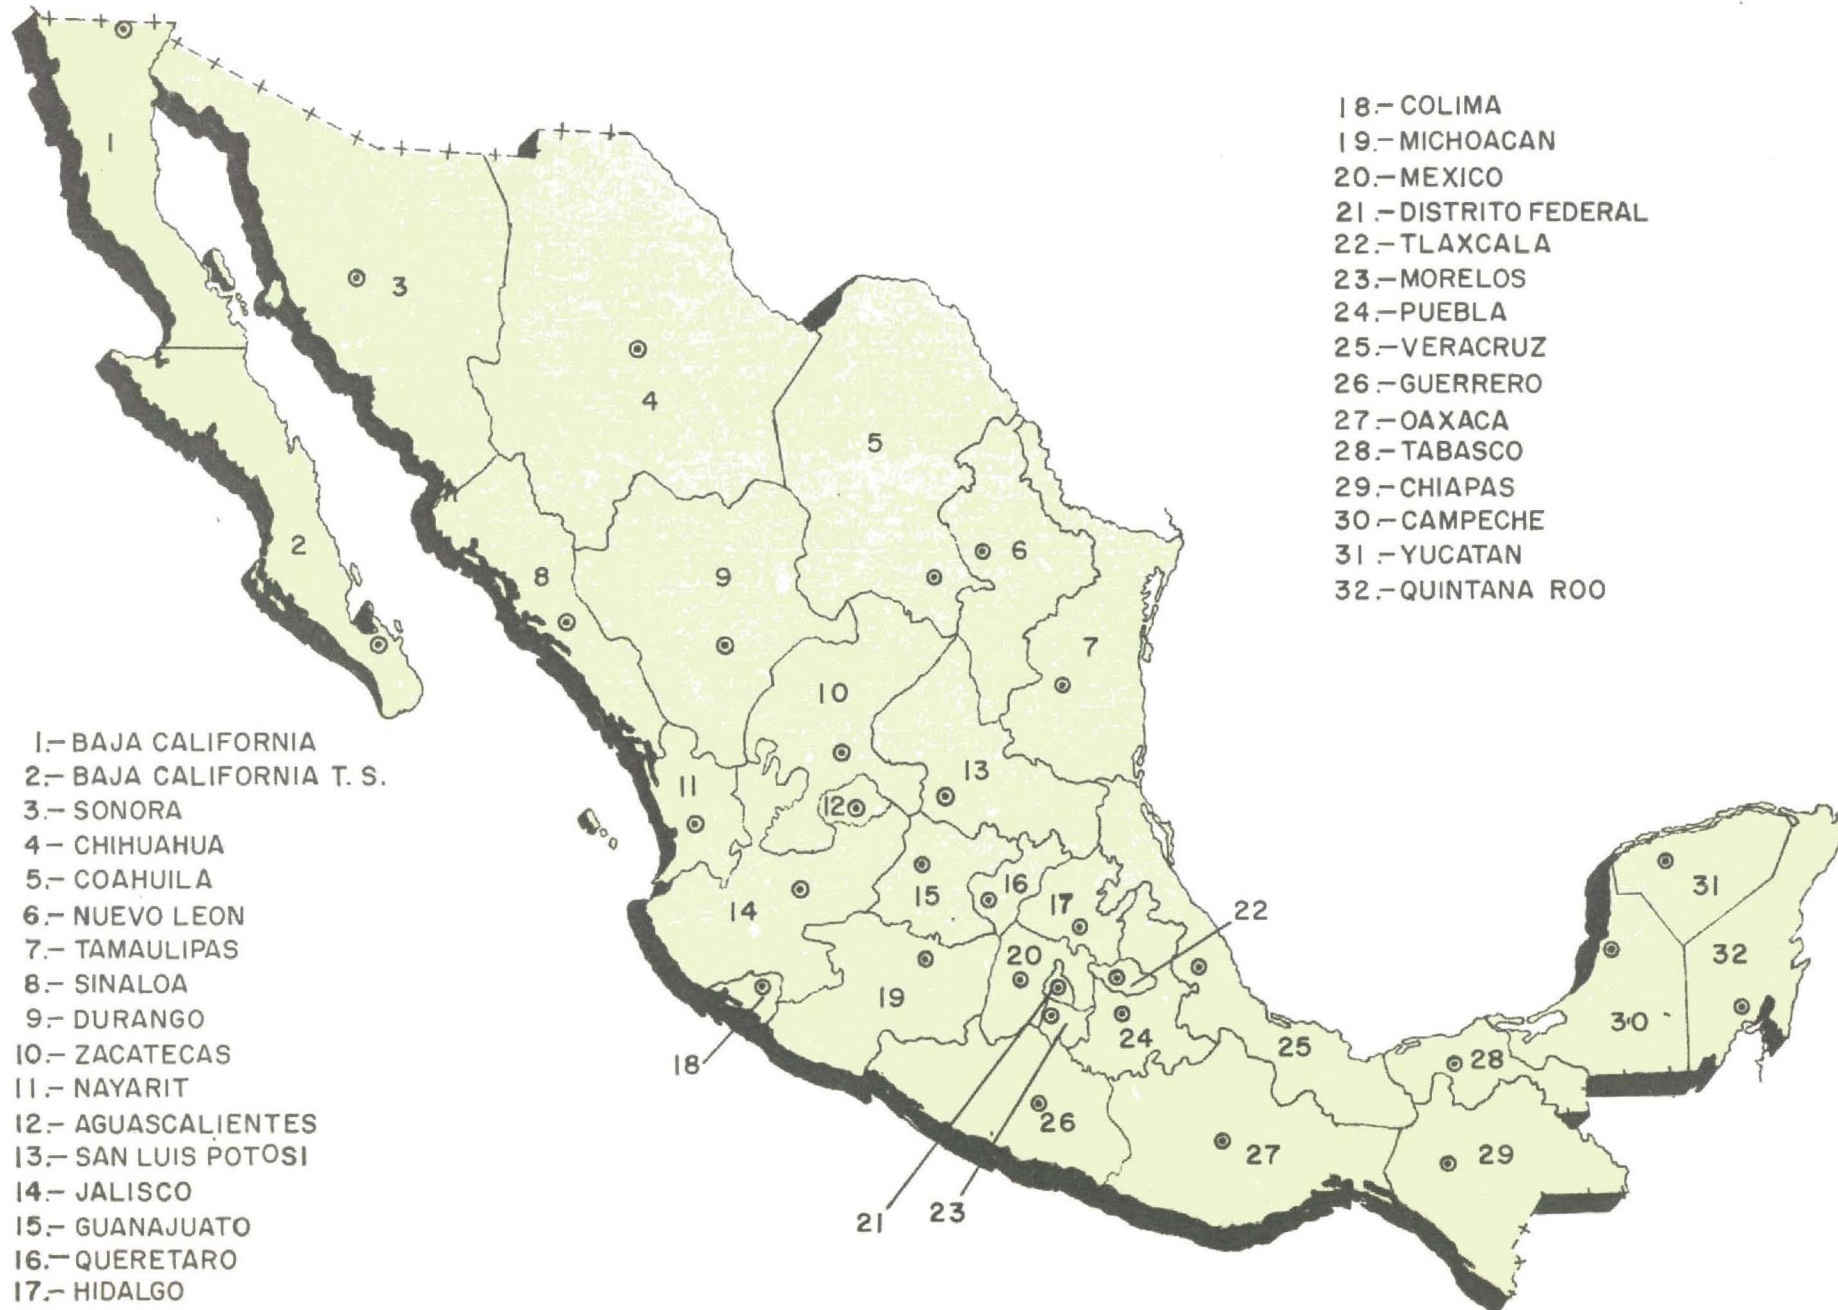 1.- BAJA CALIFORNIA
2.- BAJA CALIFORNIA T. S.
3.- SONORA
4 - CHIHUAHUA
5.- COAHUILA
6.- NUEVO LEON
7.- TAMAULIPAS
8.- SINALOA
9.- DURANGO
10.- ZACATECAS
11.- NAYARIT
12.- AGUASCALIENTES
13.- SAN LUIS POTOSI
14.- JALISCO
15.- GUANAJUATO
16.- QUERETARO
17.- HIDALGO
18.- COLIMA
19.- MICHOACAN
20.- MEXICO
21.- DISTRITO FEDERAL
22.- TLAXCALA
23.- MORELOS
24.- PUEBLA
25.- VERACRUZ
26.- GUERRERO
27.- OAXACA
28.- TABASCO
29.- CHIAPAS
30.- CAMPECHE
31.- YUCATAN
32.- QUINTANA ROO
1
2
3
4
5
6
7
8
9
10
11
12
13
14
15
16
17
18
19
20
21
22
23
24
25
26
27
28
29
30
31
32